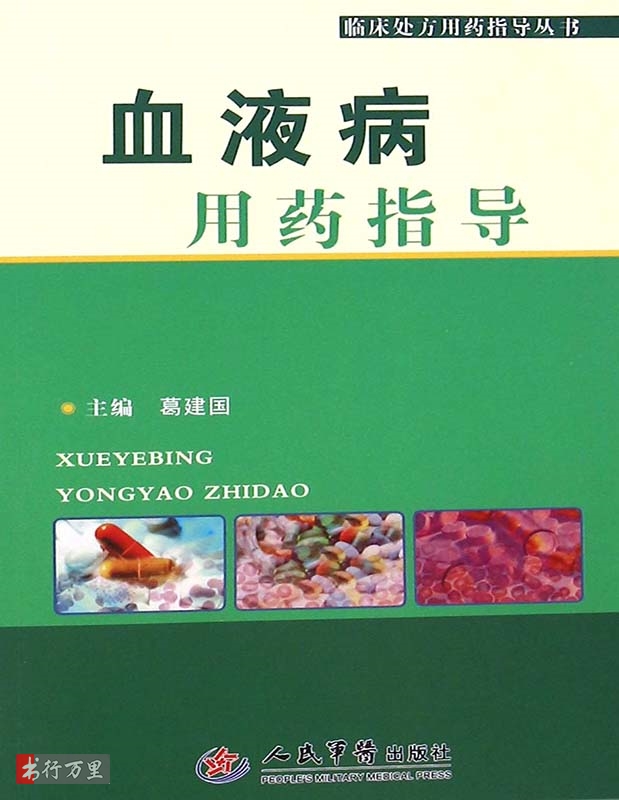 临床处方用药指导丛书
血液病
用药指导
主编 葛建国
XUEYEBING
YONGYAO ZHIDAO
人民军医出版社
PEOPLE'S MILITARY MEDICAL PRESS
书行万里